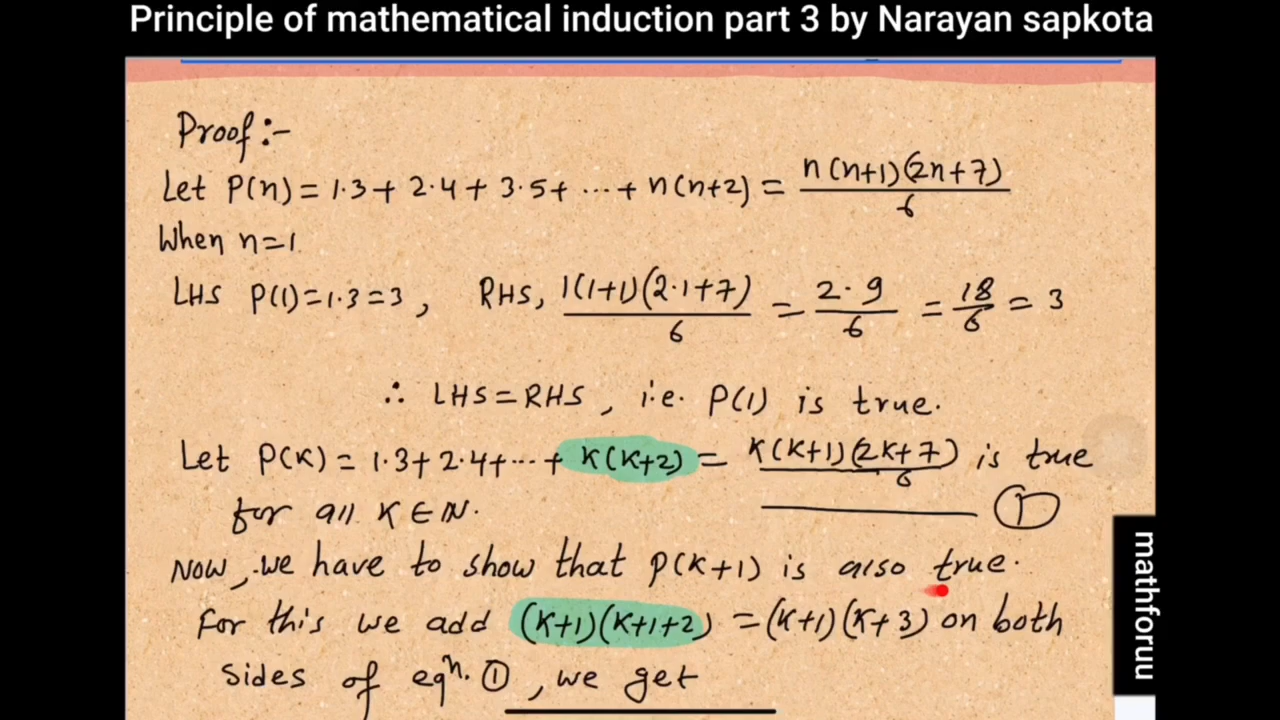 Principle of mathematical induction part 3 by Narayan sapkota
Proof :-
Let P(n) = 1·3 + 2·4 + 3·5 + ... + n(n+2) = n(n+1)(2n+7)/6
When n=1
LHS P(1) = 1·3 = 3 , RHS, 1(1+1)(2·1+7)/6 = 2·9/6 = 18/6 = 3
∴ LHS = RHS , i.e. P(1) is true.
Let P(k) = 1·3 + 2·4 + ... + k(k+2) = k(k+1)(2k+7)/6 is true
for all k ∈ N. ①
Now, we have to show that P(k+1) is also true.
For this we add (k+1)(k+1+2) = (k+1)(k+3) on both
sides of eqⁿ. ① , we get
mathforuu